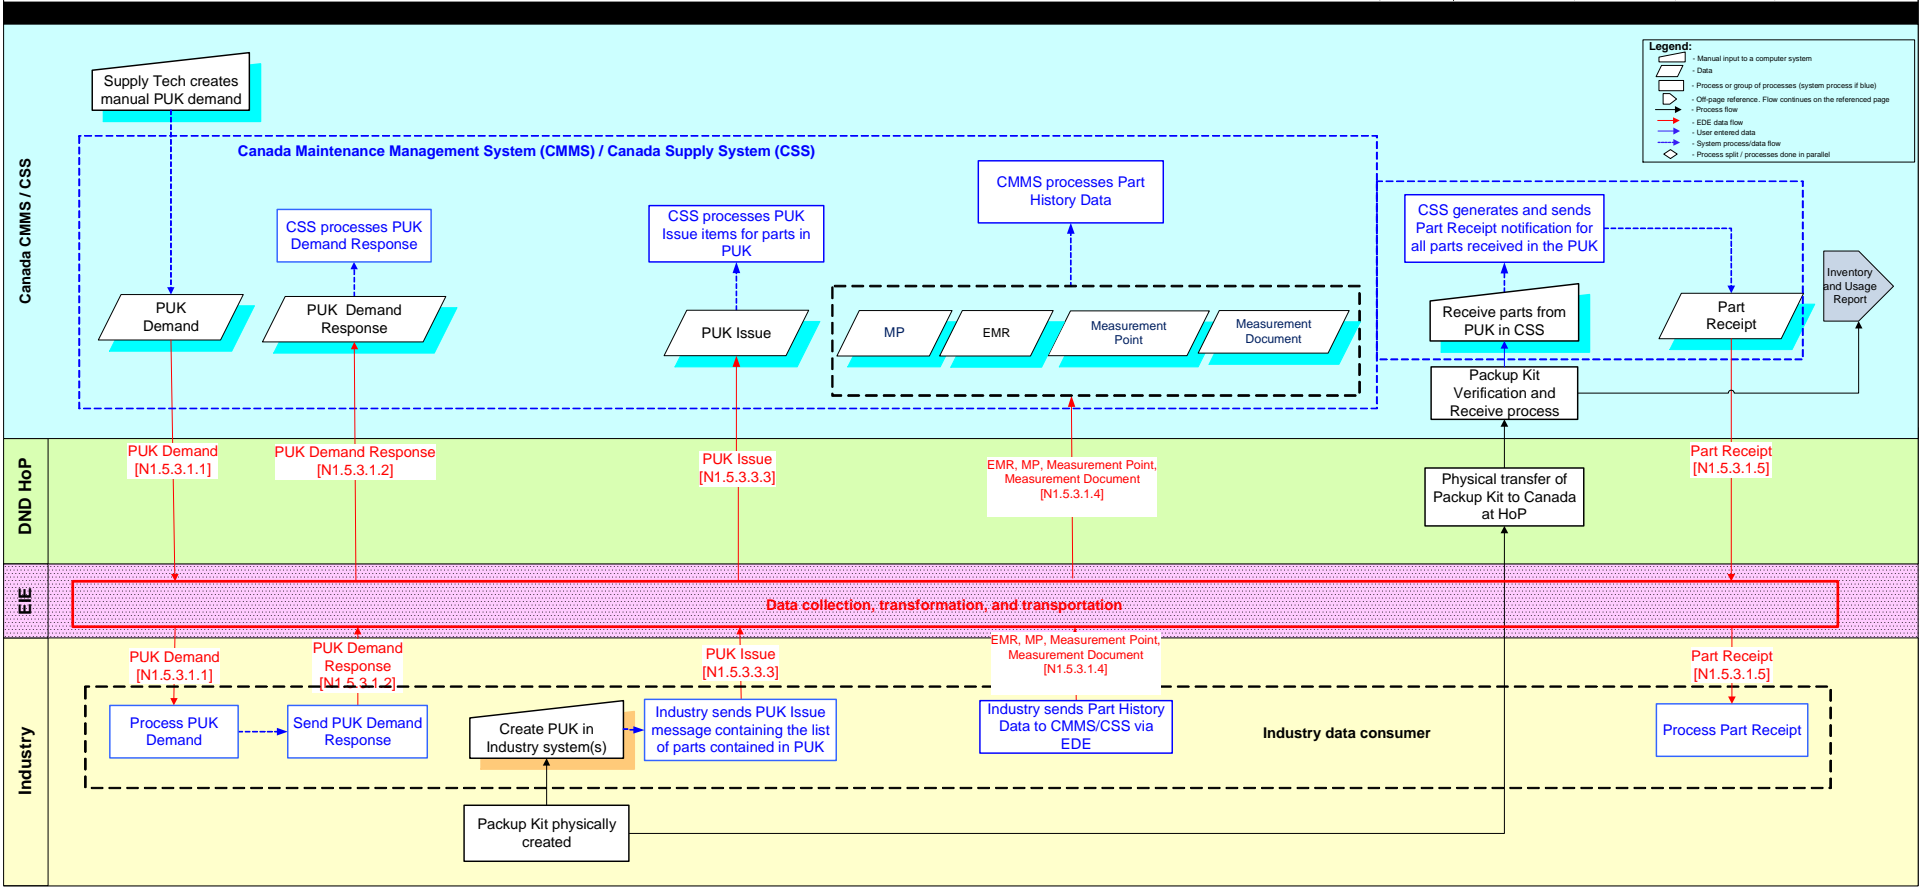 Legend:
- Manual input to a computer system
- Data
- Process or group of processes (system process if blue)
- Off-page reference. Flow continues on the referenced page
- Process flow
- EDE data flow
- User entered data
- System process/data flow
- Process split / processes done in parallel
Canada CMMS / CSS
Supply Tech creates
manual PUK demand
Canada Maintenance Management System (CMMS) / Canada Supply System (CSS)
CSS processes PUK
Demand Response
CSS processes PUK
Issue items for parts in
PUK
CMMS processes Part
History Data
CSS generates and sends
Part Receipt notification for
all parts received in the PUK
Inventory
and Usage
Report
PUK
Demand
PUK Demand
Response
PUK Issue
MP
EMR
Measurement
Point
Measurement
Document
Receive parts from
PUK in CSS
Part
Receipt
Packup Kit
Verification and
Receive process
DND HoP
PUK Demand
[N1.5.3.1.1]
PUK Demand Response
[N1.5.3.1.2]
PUK Issue
[N1.5.3.3.3]
EMR, MP, Measurement Point,
Measurement Document
[N1.5.3.1.4]
Physical transfer of
Packup Kit to Canada
at HoP
Part Receipt
[N1.5.3.1.5]
EIE
Data collection, transformation, and transportation
Industry
PUK Demand
[N1.5.3.1.1]
PUK Demand
Response
[N1.5.3.1.2]
PUK Issue
[N1.5.3.3.3]
EMR, MP, Measurement Point,
Measurement Document
[N1.5.3.1.4]
Part Receipt
[N1.5.3.1.5]
Process PUK
Demand
Send PUK Demand
Response
Create PUK in
Industry system(s)
Industry sends PUK Issue
message containing the list
of parts contained in PUK
Industry sends Part History
Data to CMMS/CSS via
EDE
Industry data consumer
Process Part Receipt
Packup Kit physically
created